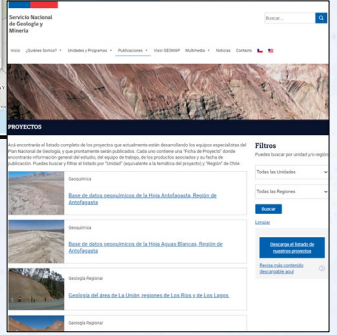 Servicio Nacional
de Geología y
Minería
Buscar...
Inicio ¿Quiénes Somos? Unidades y Programas Publicaciones Visor GEOMIN Multimedia Noticias Contacto
PROYECTOS
Acá encontrarás el listado completo de los proyectos que actualmente están desarrollando los equipos especialistas del
Plan Nacional de Geología, y que prontamente serán publicados. Cada uno contiene una "Ficha de Proyecto" donde
encontrarás información general del estudio, del equipo de trabajo, de los productos asociados y su fecha de
publicación. Puedes buscar y filtrar el listado por "Unidad" (equivalente a la temática del proyecto) y "Región" de Chile.
Geoquímica
Base de datos geoquímicos de la Hoja Antofagasta, Región de
Antofagasta
Geoquímica
Base de datos geoquímicos de la Hoja Aguas Blancas, Región de
Antofagasta
Geología Regional
Geología del área de La Unión, regiones de Los Ríos y de Los Lagos.
Geología Regional
Filtros
Puedes buscar por unidad y/o región
Todas las Unidades
Todas las Regiones
Buscar
Limpiar
Descarga el listado de
nuestros proyectos
Revisa más contenido
descargable aquí